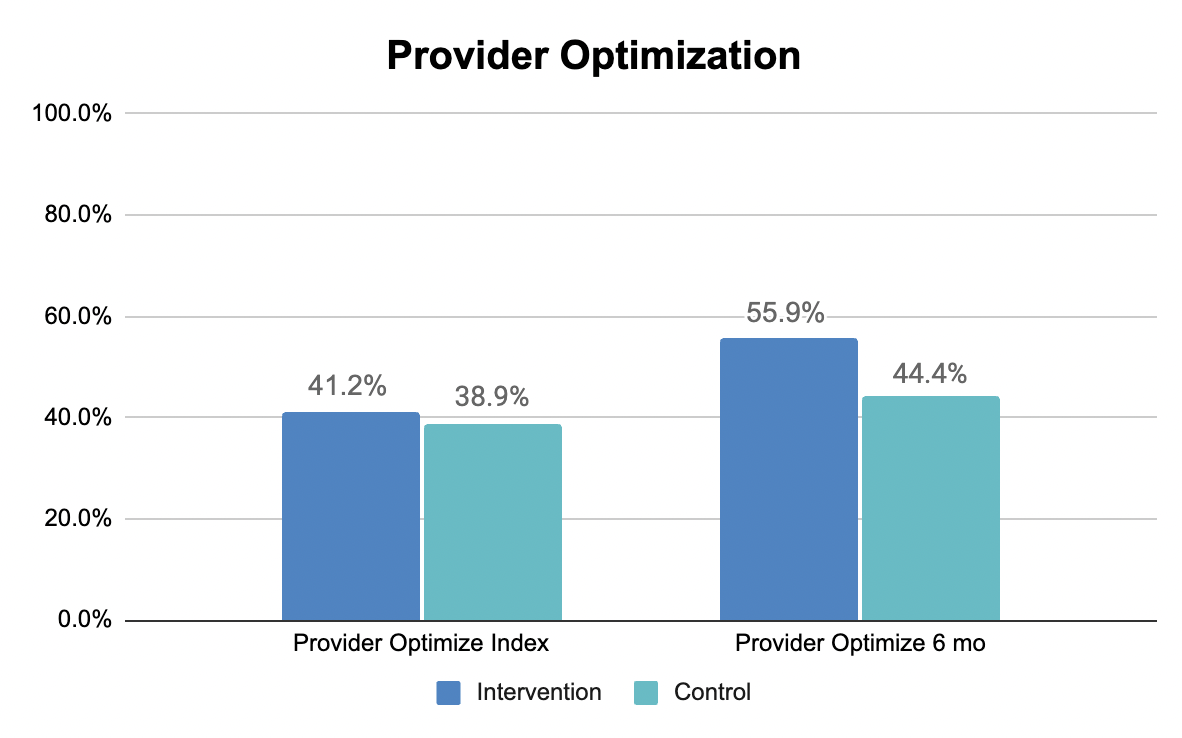 Provider Optimization
100.0%
80.0%
60.0%
40.0%
20.0%
0.0%
41.2%
38.9%
55.9%
44.4%
Provider Optimize Index
Provider Optimize 6 mo
Intervention
Control